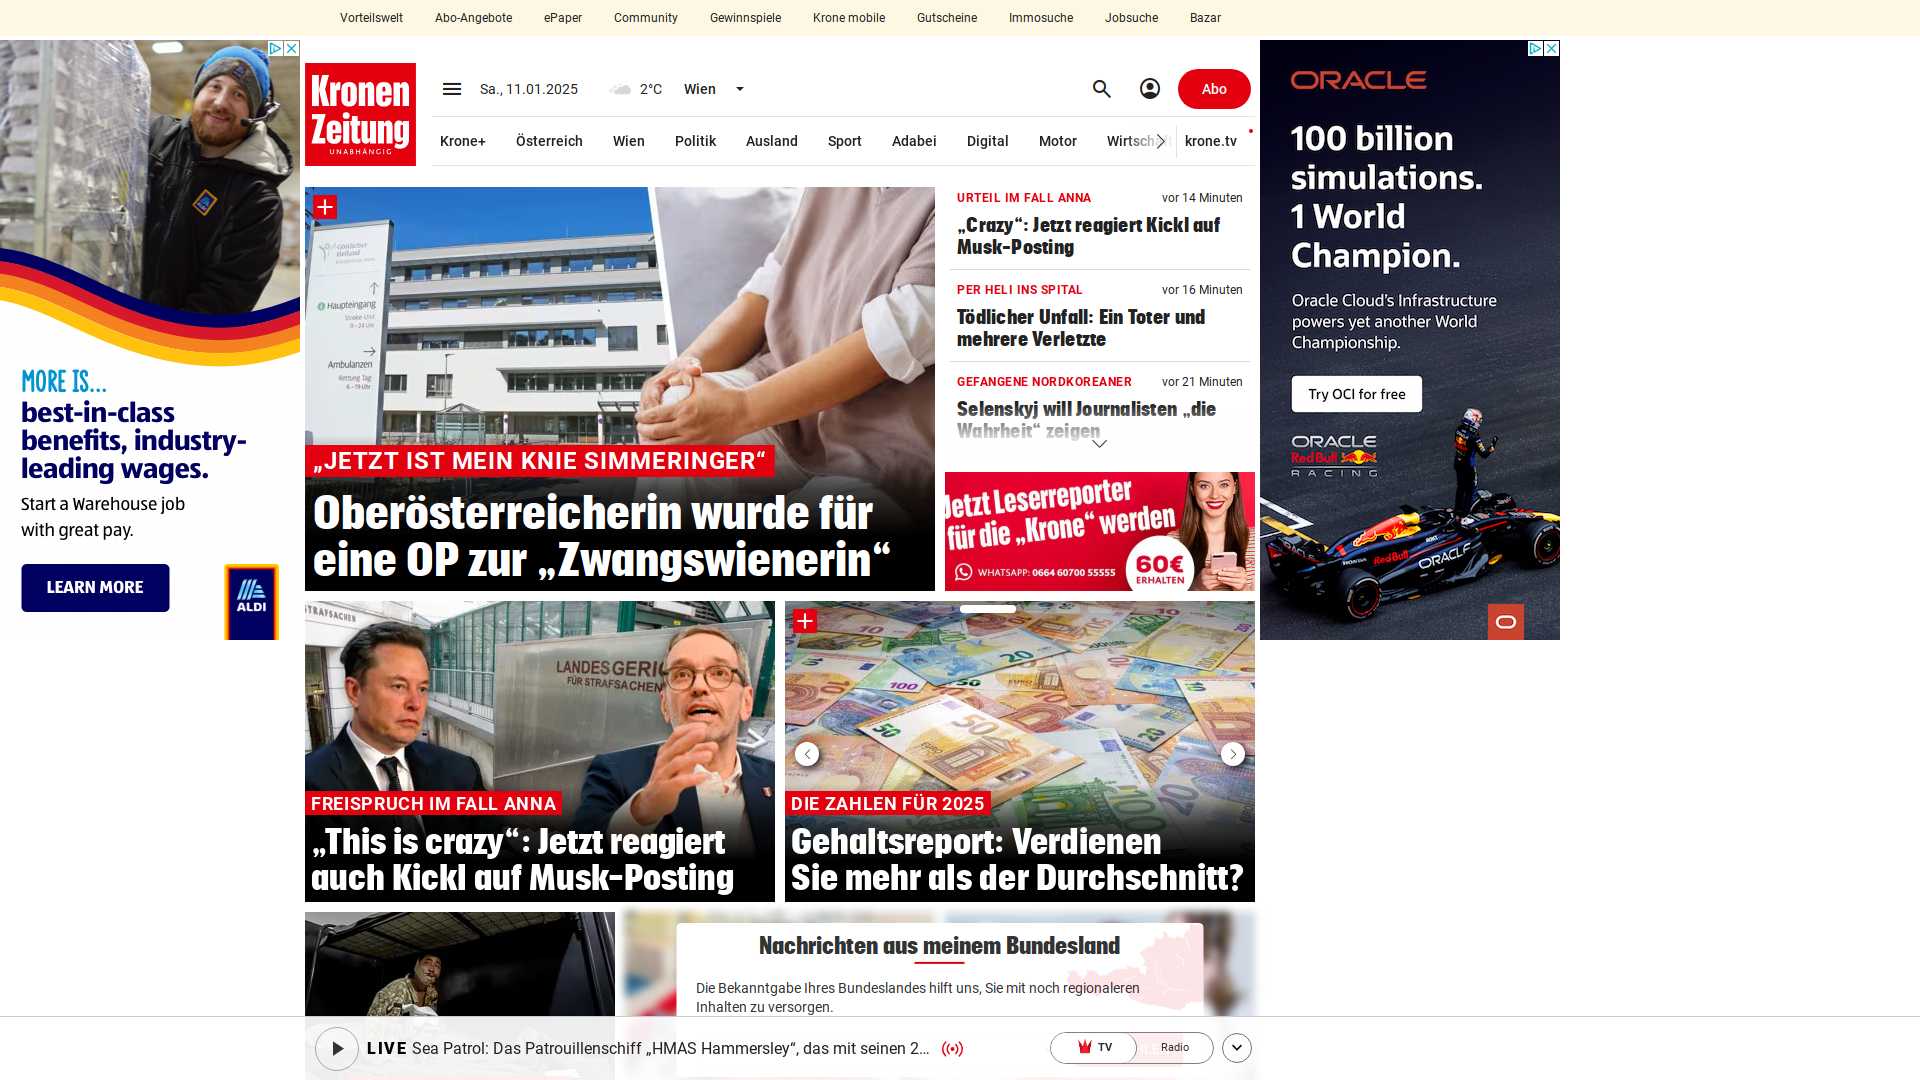 Vorteilswelt Abo-Angebote ePaper Community Gewinnspiele Krone mobile Gutscheine Immosuche Jobsuche Bazar
Kronen
Zeitung
UNABHÄNGIG
Sa., 11.01.2025 2°C Wien
Abo
Krone+ Österreich Wien Politik Ausland Sport Adabei Digital Motor krone.tv
Haupteingang
Ambulanzen
„JETZT IST MEIN KNIE SIMMERINGER“
Oberösterreicherin wurde für
eine OP zur „Zwangswienerin“
URTEIL IM FALL ANNA vor 14 Minuten
„Crazy“: Jetzt reagiert Kickl auf
Musk-Posting
PER HELI INS SPITAL vor 16 Minuten
Tödlicher Unfall: Ein Toter und
mehrere Verletzte
GEFANGENE NORDKOREANER vor 21 Minuten
Selenskyj will Journalisten „die
Wahrheit“ zeigen
Jetzt Leserreporter
für die „Krone“ werden
WHATSAPP: 0664 60700 55555
60€
ERHALTEN
LANDESGERIC
FÜR STRAFSACHEN
FREISPRUCH IM FALL ANNA
„This is crazy“: Jetzt reagiert
auch Kickl auf Musk-Posting
DIE ZAHLEN FÜR 2025
Gehaltsreport: Verdienen
Sie mehr als der Durchschnitt?
Nachrichten aus meinem Bundesland
Die Bekanntgabe Ihres Bundeslandes hilft uns, Sie mit noch regionaleren
Inhalten zu versorgen.
LIVE Sea Patrol: Das Patrouillenschiff „HMAS Hammersley“, das mit seinen 2...
TV Radio
MORE IS...
best-in-class
benefits, industry-
leading wages.
Start a Warehouse job
with great pay.
LEARN MORE
ALDI
ORACLE
100 billion
simulations.
1 World
Champion.
Oracle Cloud's Infrastructure
powers yet another World
Championship.
Try OCI for free
ORACLE
Red Bull
RACING
Red Bull
ORACLE